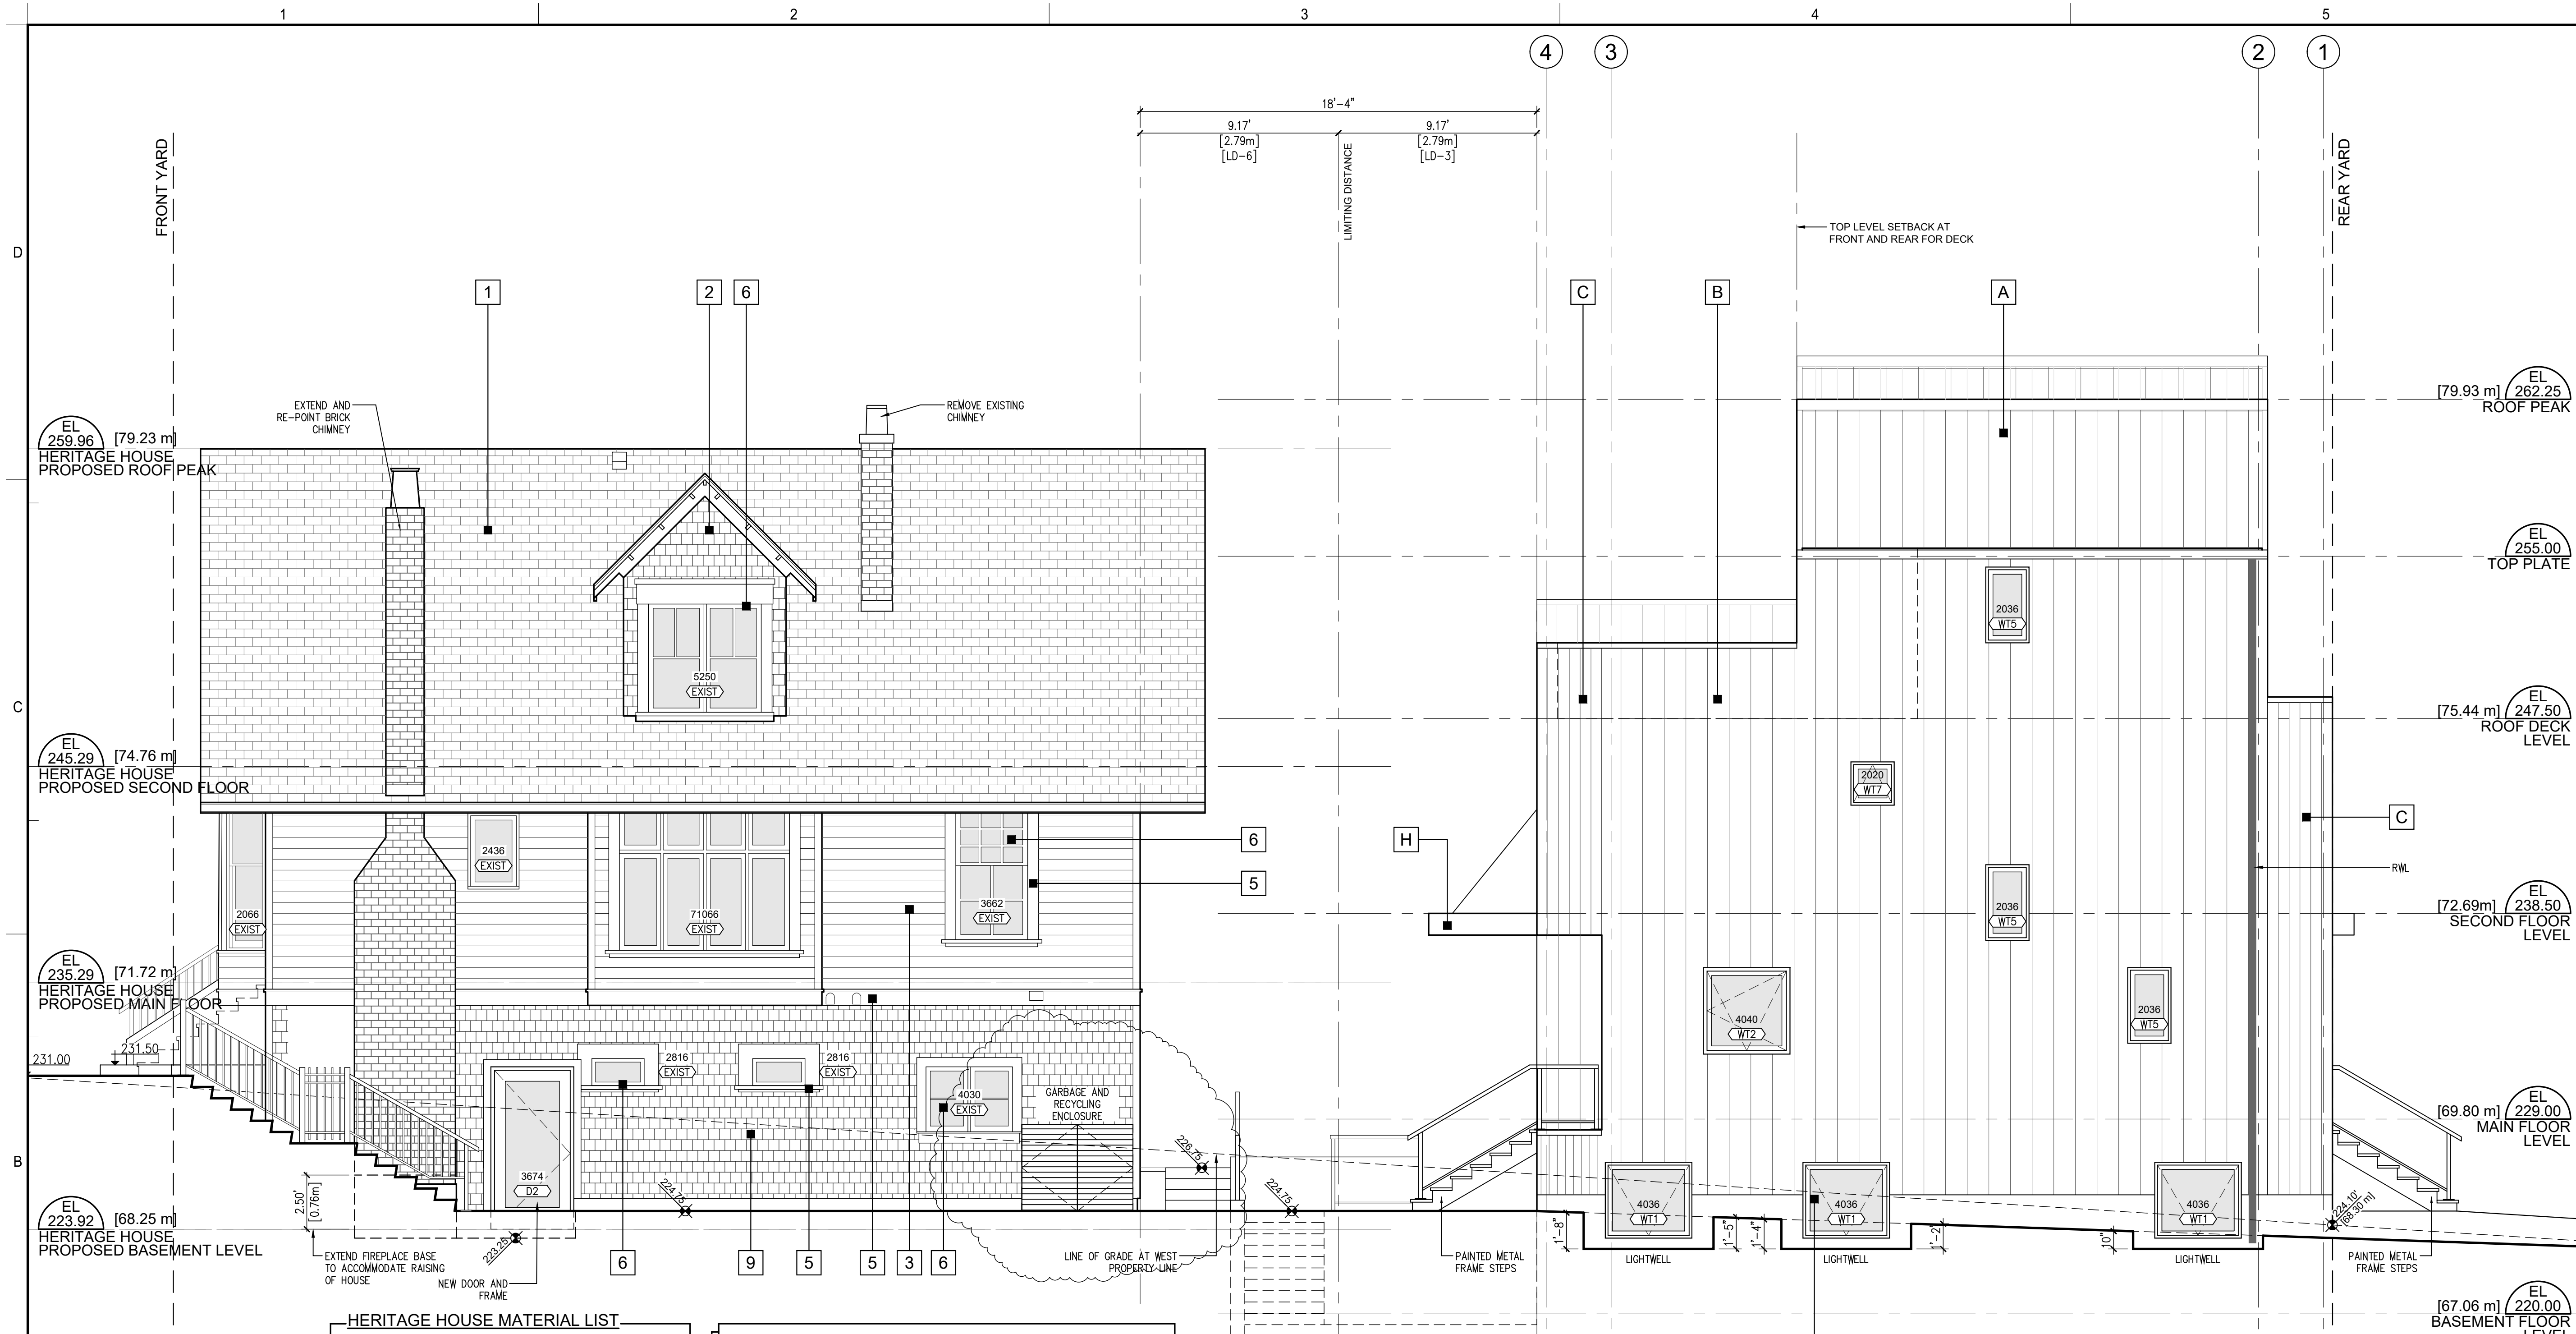 1 2 3 4 5
4 3 2 1
18'-4"
9.17' 9.17'
[2.79m] [2.79m]
[LD-6] [LD-3]
FRONT YARD
LIMITING DISTANCE
REAR YARD
D
TOP LEVEL SETBACK AT
FRONT AND REAR FOR DECK
1 2 6 C B A
EXTEND AND
RE-POINT BRICK
CHIMNEY
REMOVE EXISTING
CHIMNEY
EL
259.96 [79.23 m]
HERITAGE HOUSE
PROPOSED ROOF PEAK
EL
[79.93 m] 262.25
ROOF PEAK
EL
255.00
TOP PLATE
2036
WT5
5250
EXIST
C
EL
[75.44 m] 247.50
ROOF DECK
LEVEL
EL
245.29 [74.76 m]
HERITAGE HOUSE
PROPOSED SECOND FLOOR
2020
WT7
C
2436
EXIST
6
H
5
RWL
2066
EXIST
71066
EXIST
3662
EXIST
2036
WT5
EL
[72.69m] 238.50
SECOND FLOOR
LEVEL
EL
235.29 [71.72 m]
HERITAGE HOUSE
PROPOSED MAIN FLOOR
4040
WT2
2036
WT5
231.00
231.50
2816
EXIST
2816
EXIST
4030
EXIST
GARBAGE AND
RECYCLING
ENCLOSURE
EL
[69.80 m] 229.00
MAIN FLOOR
LEVEL
B
226.75
3674
D2
2.50'
[0.76m]
224.75
224.75
4036
WT1
4036
WT1
4036
WT1
224.10'
(68.30 m)
EL
223.92 [68.25 m]
HERITAGE HOUSE
PROPOSED BASEMENT LEVEL
223.25
1'-8"
1'-5"
1'-4"
1'-2"
10"
EXTEND FIREPLACE BASE
TO ACCOMMODATE RAISING
OF HOUSE
NEW DOOR AND
FRAME
6 9 5 5 3 6
LINE OF GRADE AT WEST
PROPERTY LINE
PAINTED METAL
FRAME STEPS
LIGHTWELL
LIGHTWELL
LIGHTWELL
PAINTED METAL
FRAME STEPS
EL
[67.06 m] 220.00
BASEMENT FLOOR
LEVEL
HERITAGE HOUSE MATERIAL LIST